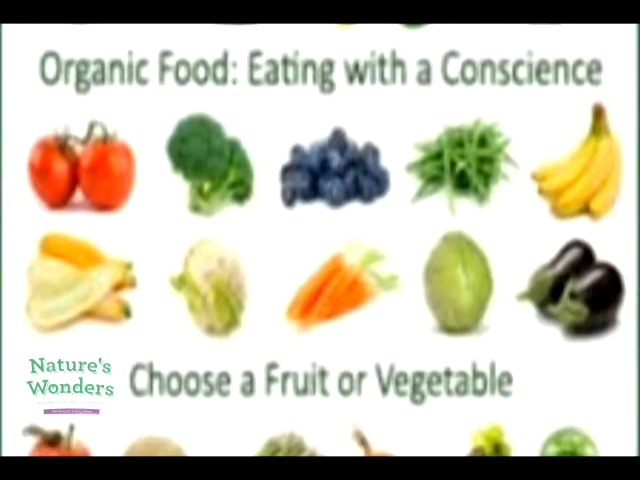 Organic Food: Eating with a Conscience
Nature's
Wonders
Choose a Fruit or Vegetable